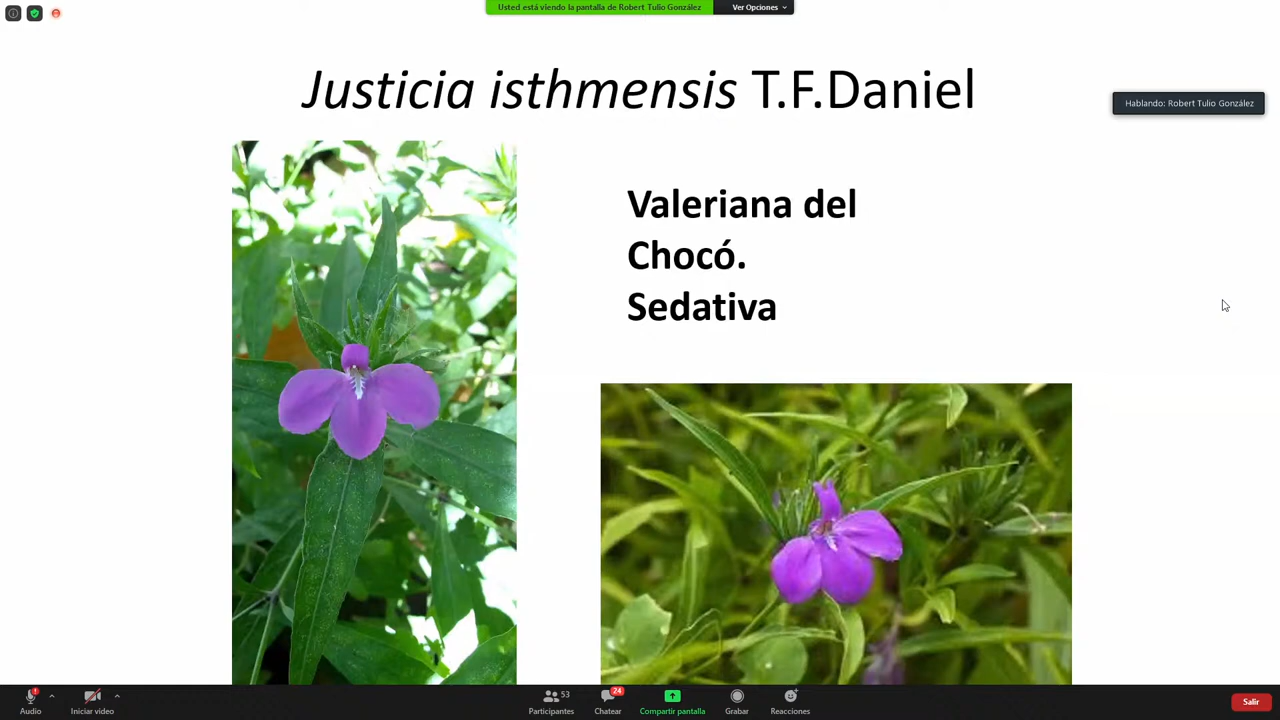 Usted está viendo la pantalla de Robert Tulio González
Ver Opciones
Justicia isthmensis T.F.Daniel
Hablando: Robert Tulio González
Valeriana del
Chocó.
Sedativa
Audio
Iniciar video
53
Participantes
24
Chatear
Compartir pantalla
Grabar
Reacciones
Salir